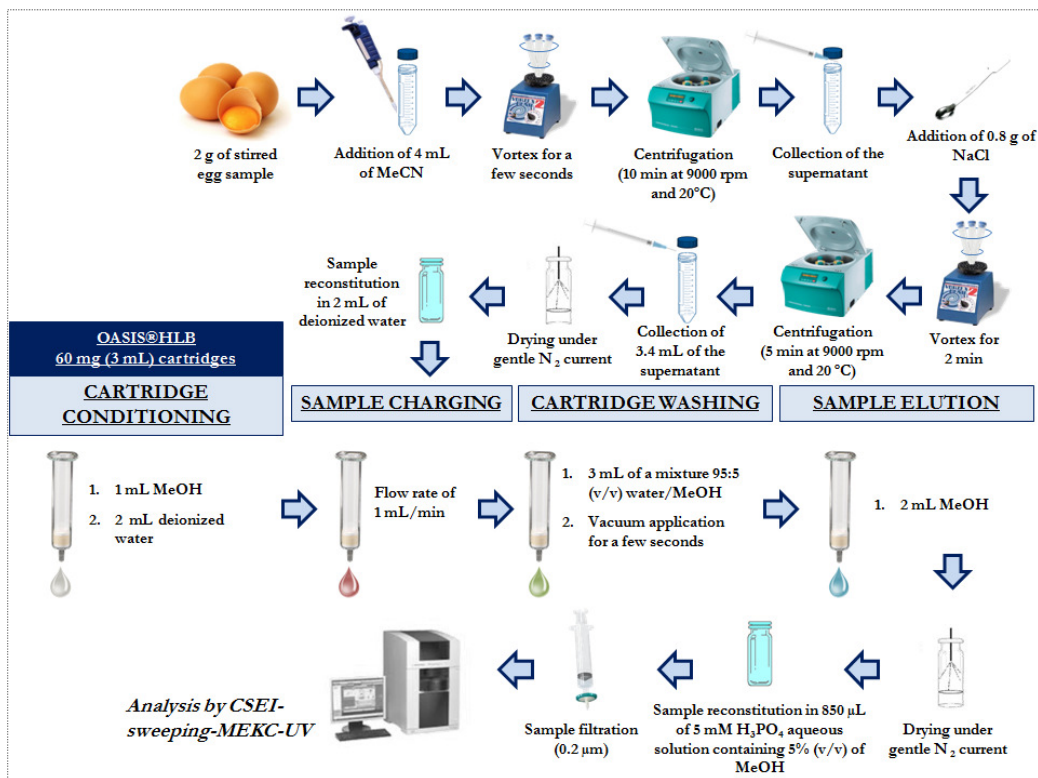 2 g of stirred
egg sample
Addition of 4 mL
of MeCN
Vortex for a
few seconds
Centrifugation
(10 min at 9000 rpm
and 20°C)
Collection of the
supernatant
Addition of 0.8 g of
NaCl
Vortex for
2 min
Centrifugation
(5 min at 9000 rpm
and 20 °C)
Collection of
3.4 mL of the
supernatant
Drying under
gentle N₂ current
Sample
reconstitution
in 2 mL of
deionized water
OASIS®HLB
60 mg (3 mL) cartridges
CARTRIDGE
CONDITIONING
SAMPLE CHARGING
CARTRIDGE WASHING
SAMPLE ELUTION
1. 1 mL MeOH
2. 2 mL deionized
water
Flow rate of
1 mL/min
1. 3 mL of a mixture 95:5
(v/v) water/MeOH
2. Vacuum application
for a few seconds
1. 2 mL MeOH
Drying under
gentle N₂ current
Sample reconstitution in 850 µL
of 5 mM H₃PO₄ aqueous
solution containing 5% (v/v) of
MeOH
Sample filtration
(0.2 µm)
Analysis by CSEI-
sweeping-MEKC-UV